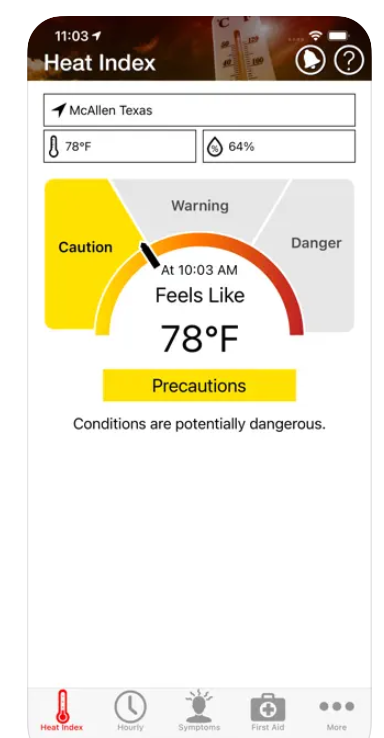 11:03
Heat Index
McAllen Texas
78°F
% 64%
Warning
Caution
Danger
At 10:03 AM
Feels Like
78°F
Precautions
Conditions are potentially dangerous.
Heat Index Hourly Symptoms First Aid More